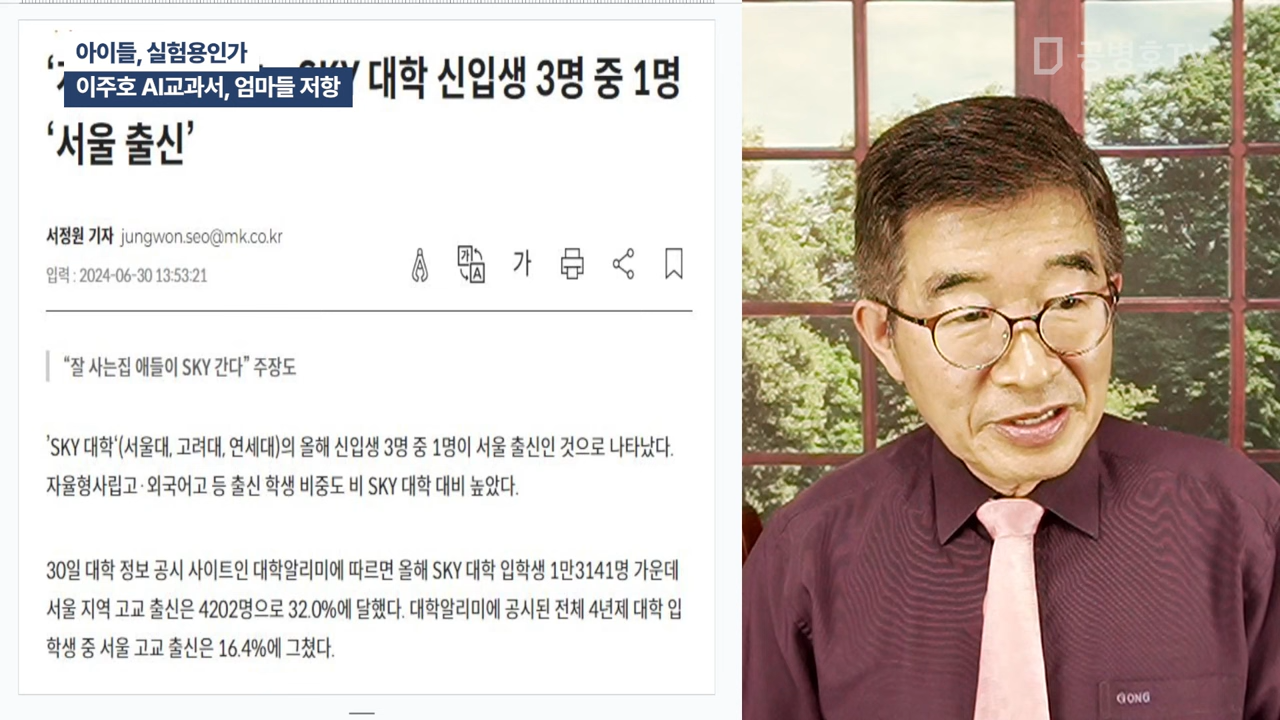 아이들, 실험용인가
이주호 AI교과서, 엄마들 저항
SKY 대학 신입생 3명 중 1명
‘서울 출신’
서정원 기자 jungwon.seo@mk.co.kr
입력 : 2024-06-30 13:53:21
가 A
가
“잘 사는집 애들이 SKY 간다” 주장도
’SKY 대학‘(서울대, 고려대, 연세대)의 올해 신입생 3명 중 1명이 서울 출신인 것으로 나타났다.
자율형사립고·외국어고 등 출신 학생 비중도 비 SKY 대학 대비 높았다.
30일 대학 정보 공시 사이트인 대학알리미에 따르면 올해 SKY 대학 입학생 1만3141명 가운데
서울 지역 고교 출신은 4202명으로 32.0%에 달했다. 대학알리미에 공시된 전체 4년제 대학 입
학생 중 서울 고교 출신은 16.4%에 그쳤다.
공병호TV
GONG